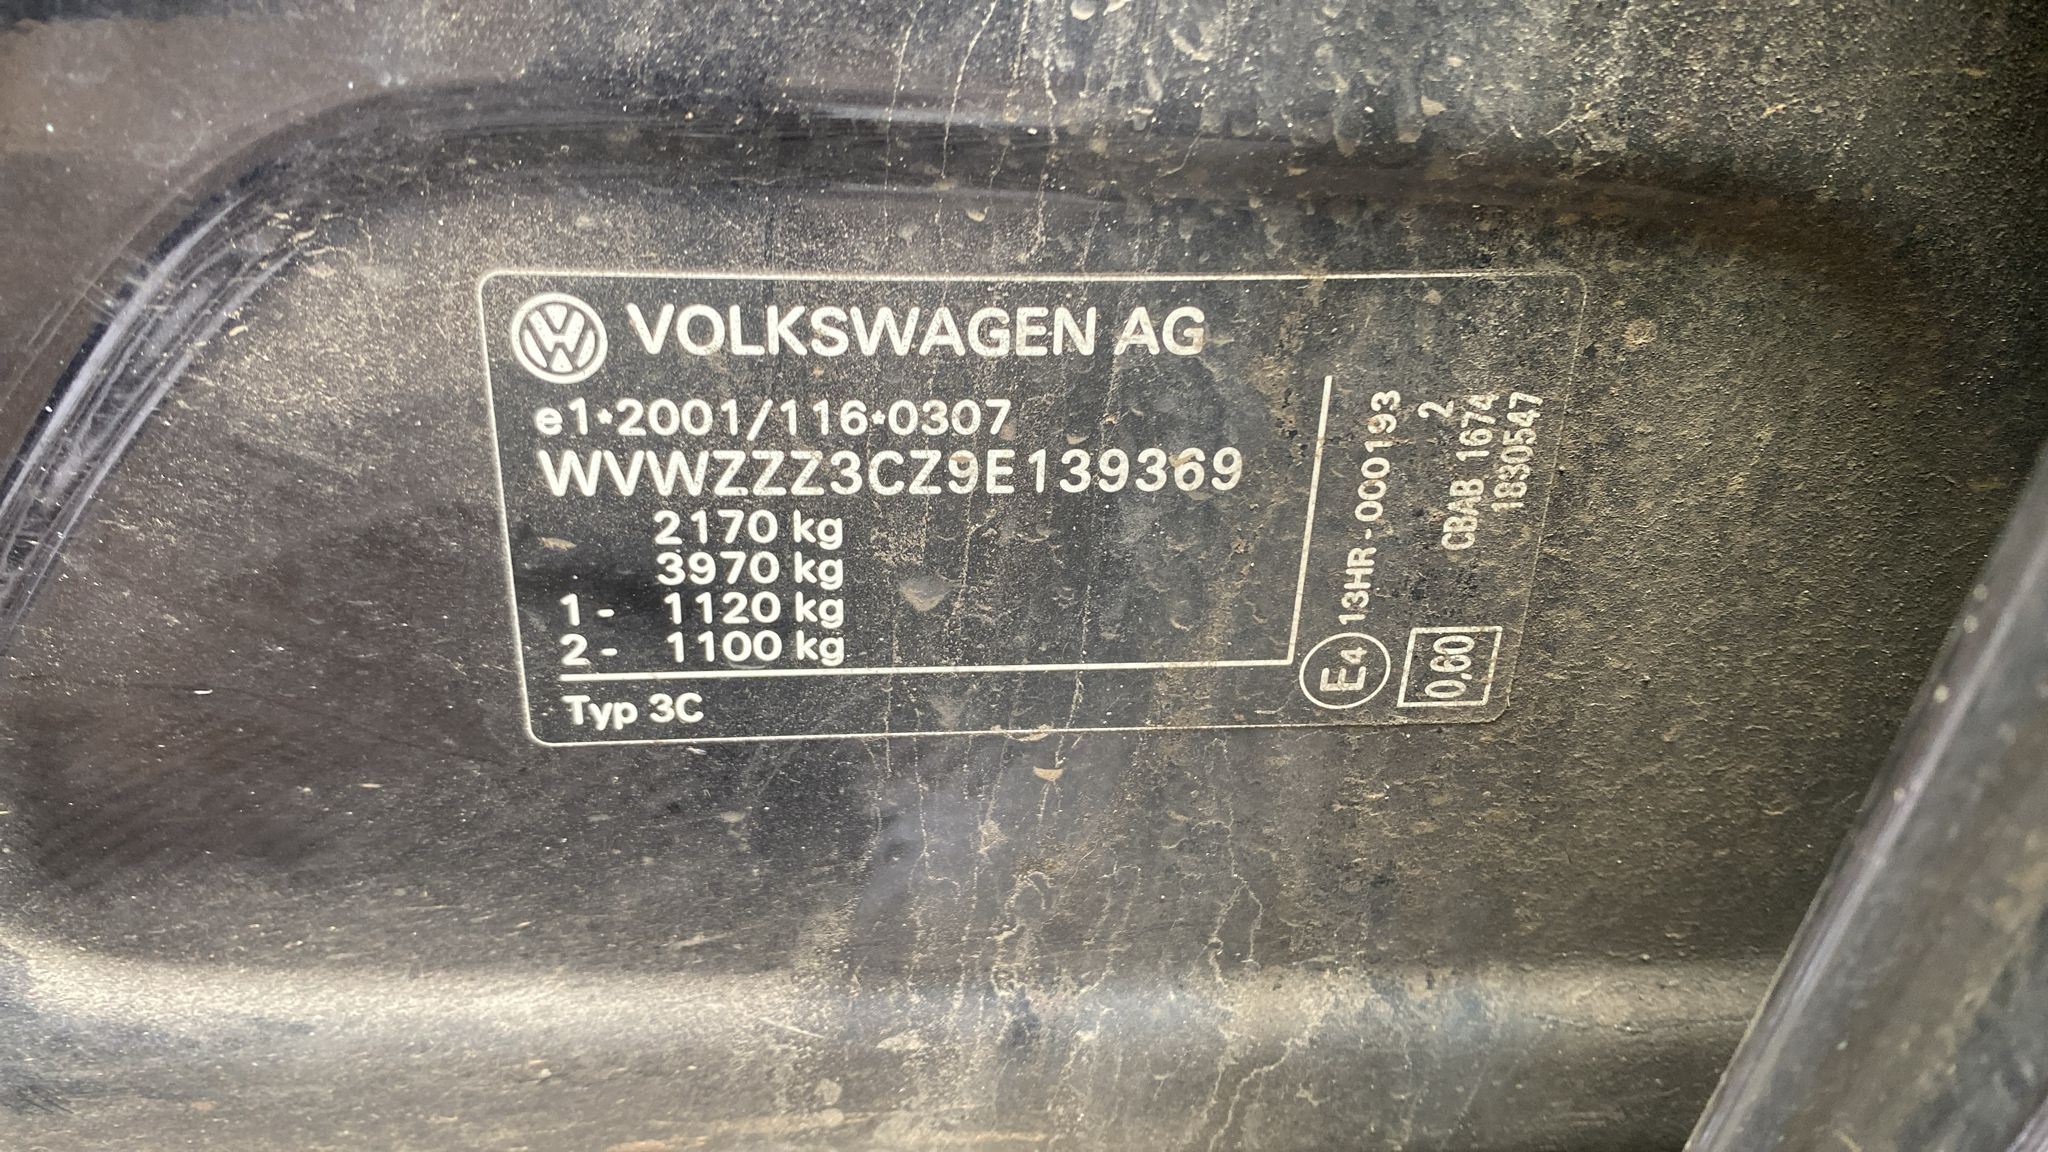 VOLKSWAGEN AG
e1*2001/116*0307
WVWZZZ3CZ9E139369
2170 kg
3970 kg
1- 1120 kg
2- 1100 kg
Typ 3C
E4 13HR-000193
2
CBAB 1674
1830547
0,60